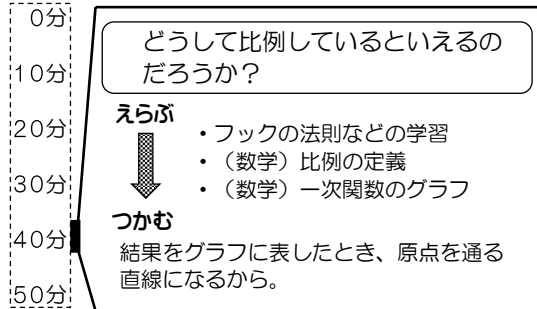 0分
10分
20分
30分
40分
50分
どうして比例しているといえるの
だろうか？
えらぶ
・フックの法則などの学習
・（数学）比例の定義
・（数学）一次関数のグラフ
つかむ
結果をグラフに表したとき、原点を通る
直線になるから。